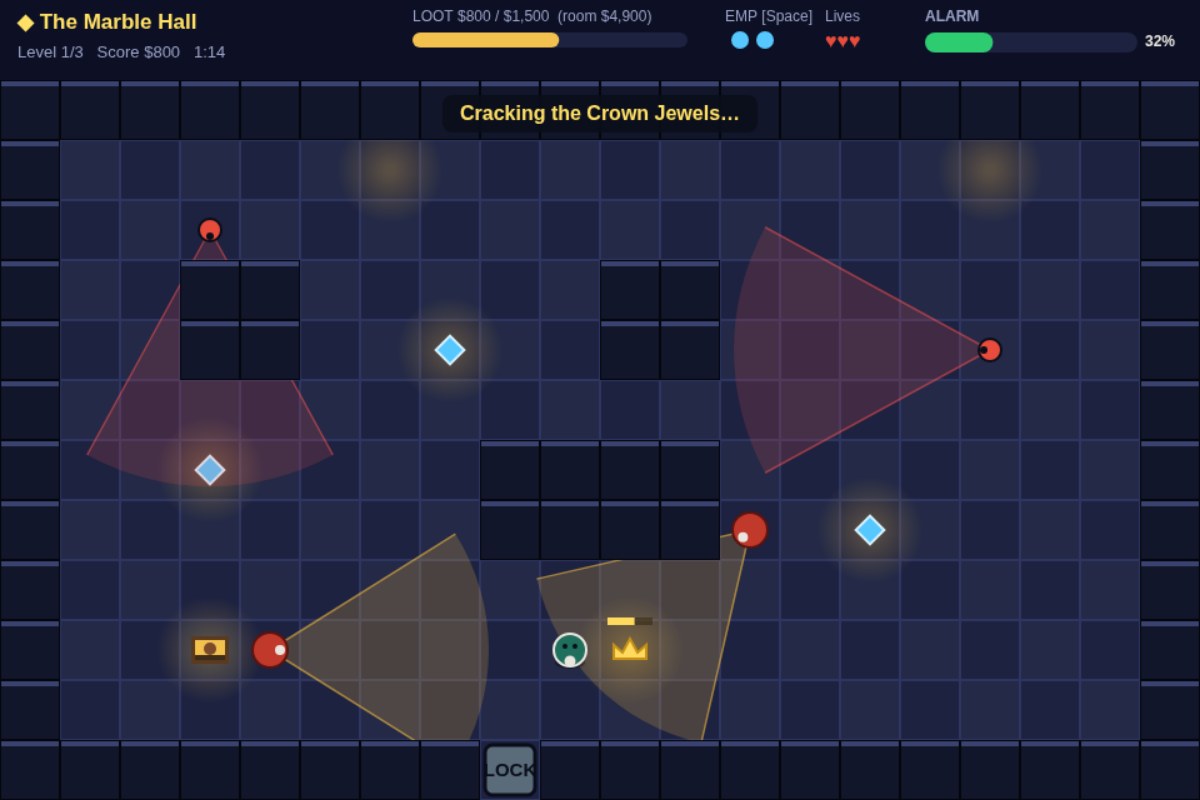 ◆ The Marble Hall
Level 1/3 Score $800 1:14
LOOT $800 / $1,500 (room $4,900)
EMP [Space]
Lives
♥♥♥
ALARM
32%
Cracking the Crown Jewels…
LOCK